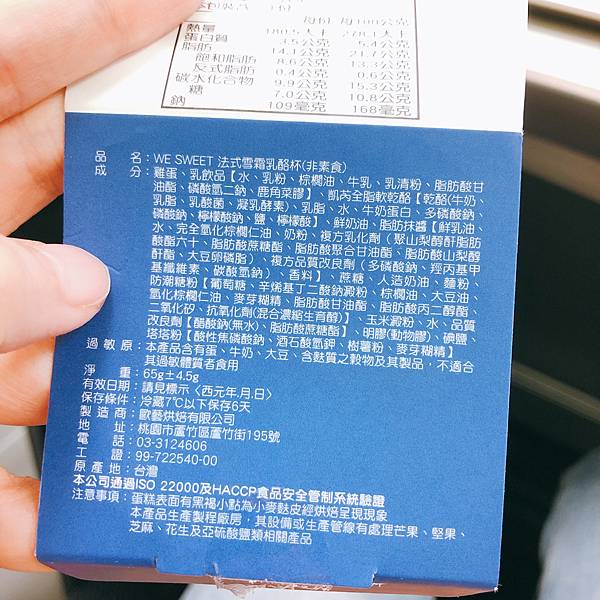 每份 每100公克
熱量 180.5大卡 278.1大卡
蛋白質 3.5公克 5.4公克
脂肪 14.1公克 21.7公克
飽和脂肪 8.6公克 13.3公克
反式脂肪 0.4公克 0.6公克
碳水化合物 9.9公克 15.3公克
糖 7.0公克 10.8公克
鈉 109毫克 168毫克
品名：WE SWEET 法式雪霜乳酪杯(非素食)
成分：雞蛋、乳飲品【水、乳粉、棕櫚油、牛乳、乳清粉、脂肪酸甘
油酯、磷酸氫二鈉、鹿角菜膠】、凱芮全脂軟乾酪【乾酪(牛奶、
乳脂、乳酸菌、凝乳酵素)、乳脂、水、牛奶蛋白、多磷酸鈉、
磷酸鈉、檸檬酸鈉、鹽、檸檬酸】、鮮奶油、脂肪抹醬【鮮乳油、
水、完全氫化棕櫚仁油、奶粉、複方乳化劑（聚山梨醇酐脂肪
酸酯六十、脂肪酸蔗糖酯、脂肪酸聚合甘油酯、脂肪酸山梨醇
酐酯、大豆卵磷脂）、複方品質改良劑（多磷酸鈉、羥丙基甲
基纖維素、碳酸氫鈉）、香料】、蔗糖、人造奶油、麵粉、
防潮糖粉【葡萄糖、辛烯基丁二酸鈉澱粉、棕櫚油、大豆油、
氫化棕櫚仁油、麥芽糊精、脂肪酸甘油酯、脂肪酸丙二醇酯、
二氧化矽、抗氧化劑(混合濃縮生育醇)】、玉米澱粉、水、品質
改良劑【醋酸鈉(無水)、脂肪酸蔗糖酯】、明膠(動物膠)、碘鹽、
塔塔粉【酸性焦磷酸鈉、酒石酸氫鉀、樹薯粉、麥芽糊精】
過敏原：本產品含有蛋、牛奶、大豆、含麩質之穀物及其製品，不適合
其過敏體質者食用
淨重：65g±4.5g
有效日期：請見標示〈西元年.月.日〉
保存條件：冷藏7℃以下保存6天
製造商：歐藝烘焙有限公司
地址：桃園市蘆竹區蘆竹街195號
電話：03-3124606
工證：99-722540-00
原產地：台灣
本公司通過ISO 22000及HACCP食品安全管制系統驗證
注意事項：蛋糕表面有黑褐小點為小麥麩皮經烘焙呈現現象
本產品生產製程廠房，其設備或生產管線有處理芒果、堅果、
芝麻、花生及亞硫酸鹽類相關產品